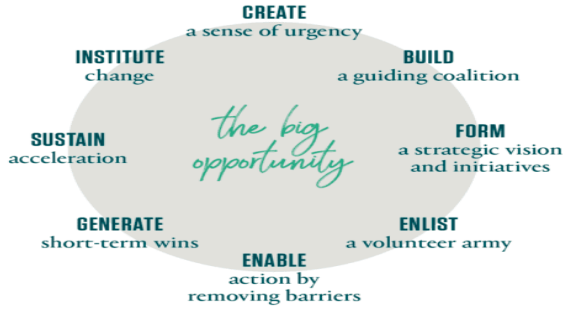 CREATE
a sense of urgency
BUILD
a guiding coalition
FORM
a strategic vision
and initiatives
ENLIST
a volunteer army
ENABLE
action by
removing barriers
GENERATE
short-term wins
SUSTAIN
acceleration
INSTITUTE
change
the big
opportunity